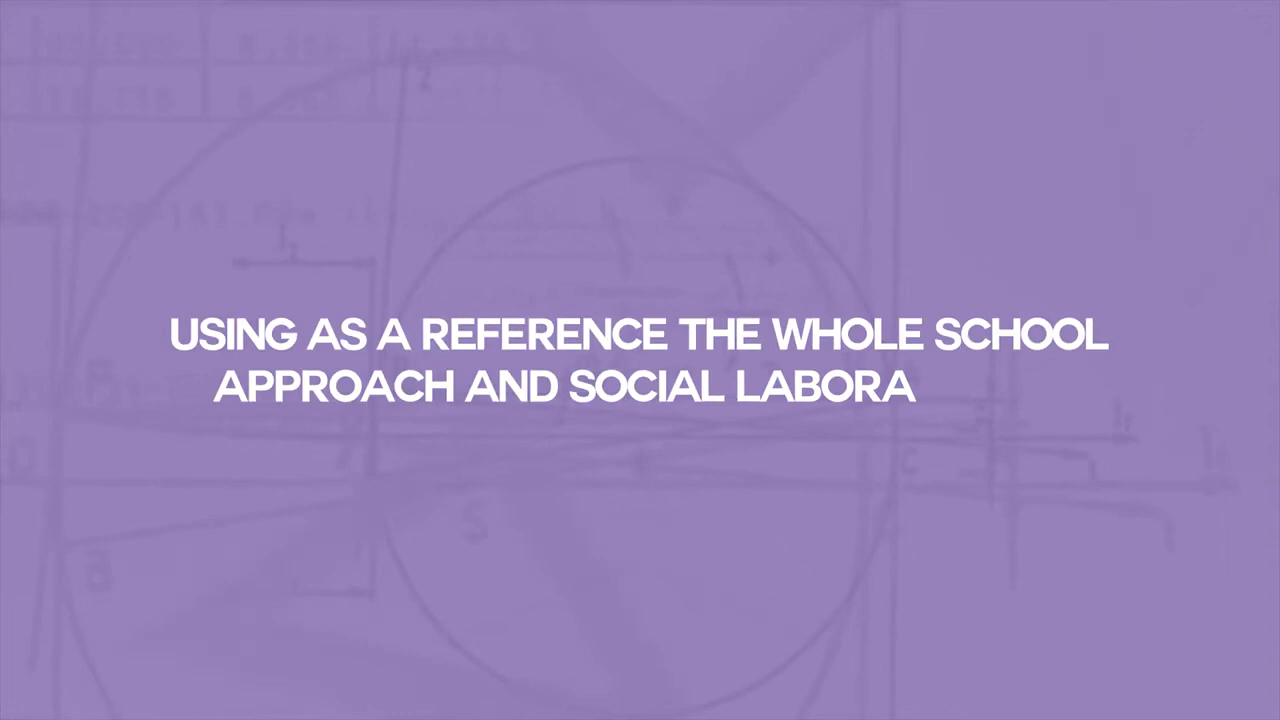 USING AS A REFERENCE THE WHOLE SCHOOL
APPROACH AND SOCIAL LABORA